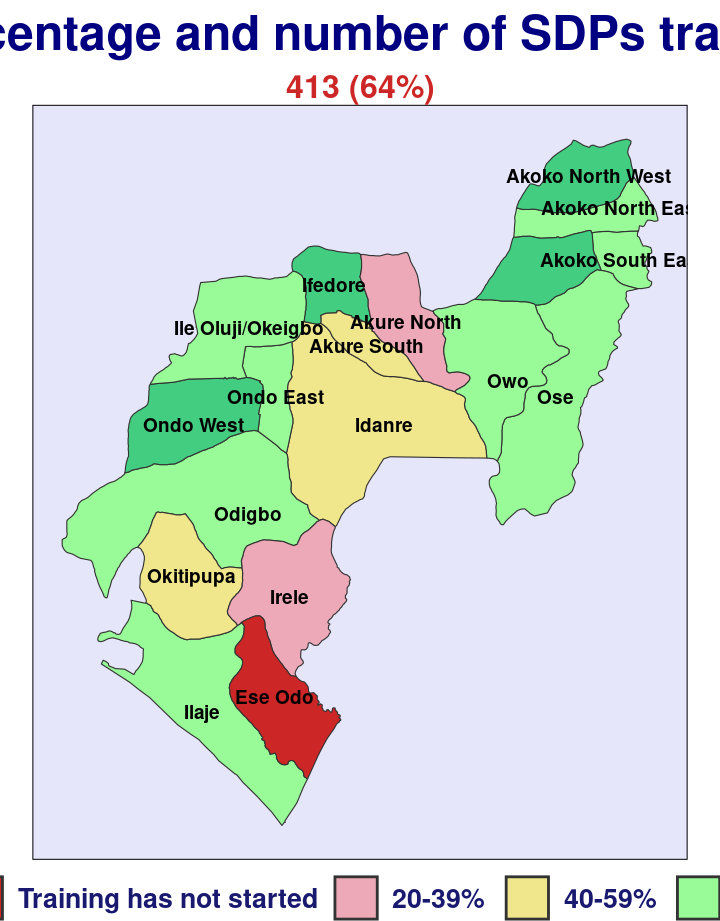 centage and number of SDPs tra
413 (64%)
Akoko North West
Akoko North Eas
Akoko South Ea
Ifedore
Akure North
Ile Oluji/Okeigbo
Akure South
Owo
Ose
Ondo East
Ondo West
Idanre
Odigbo
Okitipupa
Irele
Ese Odo
Ilaje
Training has not started 20-39% 40-59%